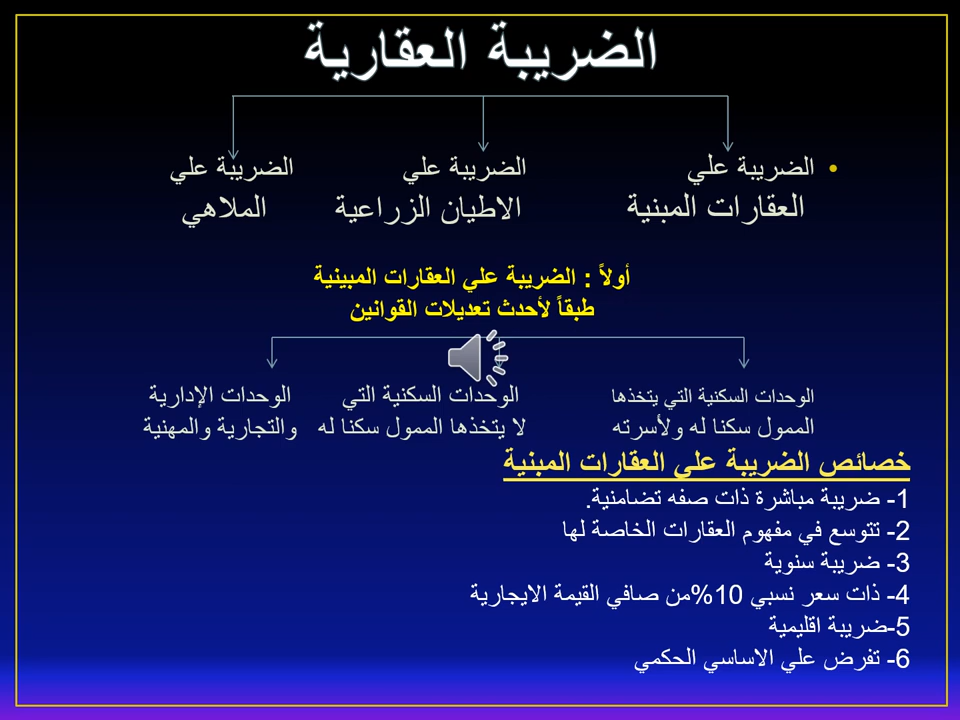 الضريبة العقارية
• الضريبة علي الضريبة علي الضريبة علي
العقارات المبنية الاطيان الزراعية الملاهي
أولاً : الضريبة علي العقارات المبينية
طبقاً لأحدث تعديلات القوانين
الوحدات السكنية التي يتخذها الوحدات السكنية التي الوحدات الإدارية
الممول سكنا له ولأسرته لا يتخذها الممول سكنا له والتجارية والمهنية
خصائص الضريبة علي العقارات المبنية
1- ضريبة مباشرة ذات صفه تضامنية.
2- تتوسع في مفهوم العقارات الخاصة لها
3- ضريبة سنوية
4- ذات سعر نسبي 10%من صافي القيمة الايجارية
5-ضريبة اقليمية
6- تفرض علي الاساسي الحكمي